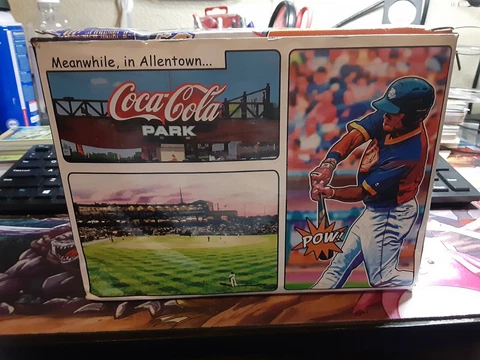 Meanwhile, in Allentown...
Coca-Cola
PARK
POW!